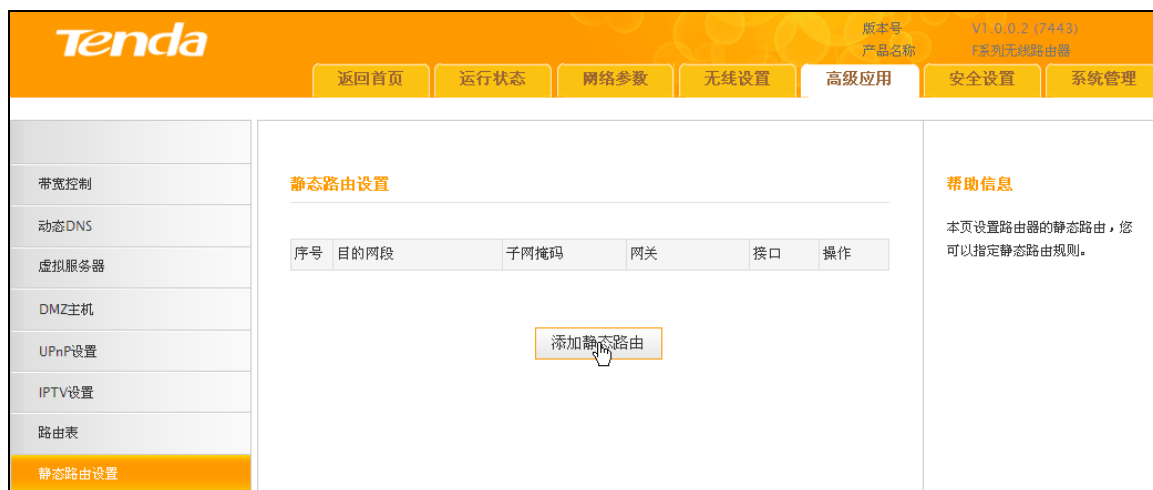 Tenda
版本号 V1.0.0.2 (7443)
产品名称 F系列无线路由器
返回首页 运行状态 网络参数 无线设置 高级应用 安全设置 系统管理
带宽控制
动态DNS
虚拟服务器
DMZ主机
UPnP设置
IPTV设置
路由表
静态路由设置
静态路由设置
序号 目的网段 子网掩码 网关 接口 操作
添加静态路由
帮助信息
本页设置路由器的静态路由，您
可以指定静态路由规则。